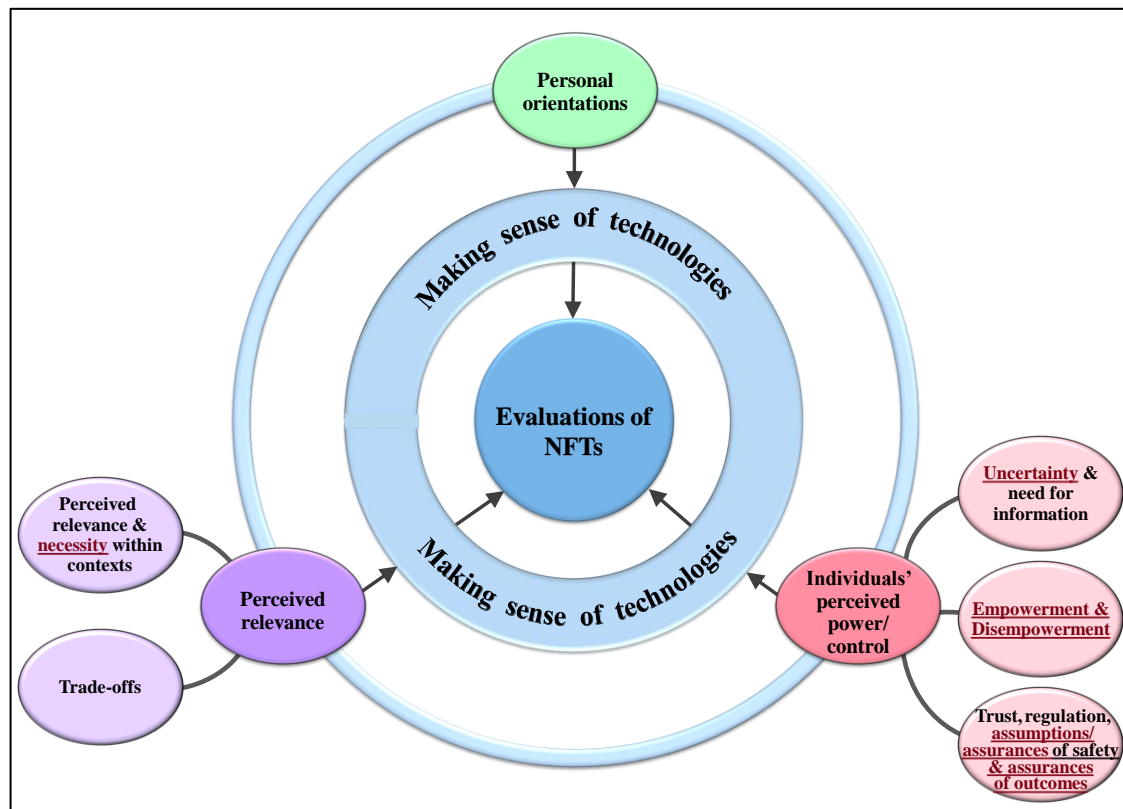 Personal
orientations
Making sense of technologies
Evaluations of
NFTs
Making sense of technologies
Perceived
relevance &
necessity within
contexts
Perceived
relevance
Trade-offs
Individuals’
perceived
power/
control
Uncertainty &
need for
information
Empowerment &
Disempowerment
Trust, regulation,
assumptions/
assurances of safety
& assurances
of outcomes